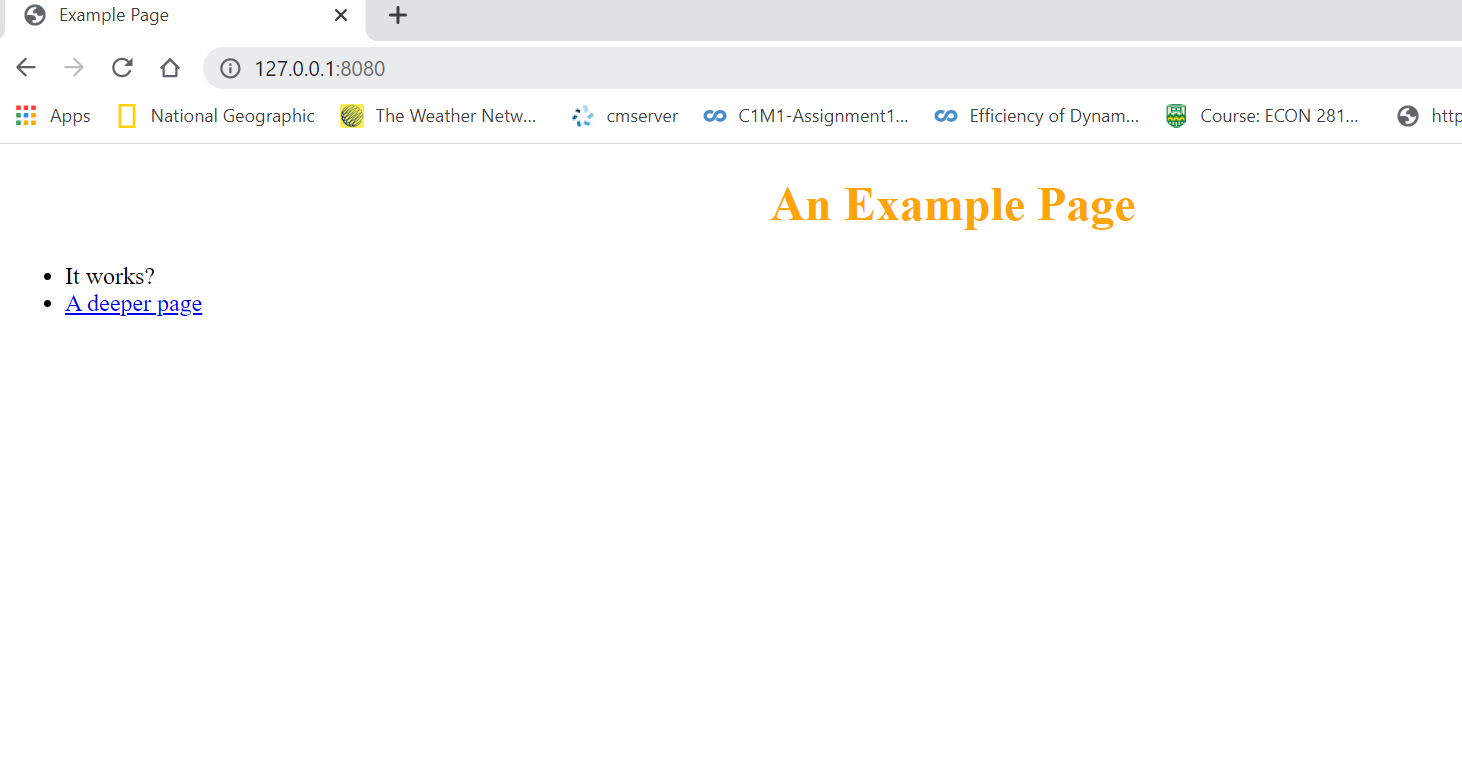 Example Page
127.0.0.1:8080
Apps National Geographic The Weather Netw... cmserver C1M1-Assignment1... Efficiency of Dynam... Course: ECON 281... http
An Example Page
It works?
A deeper page